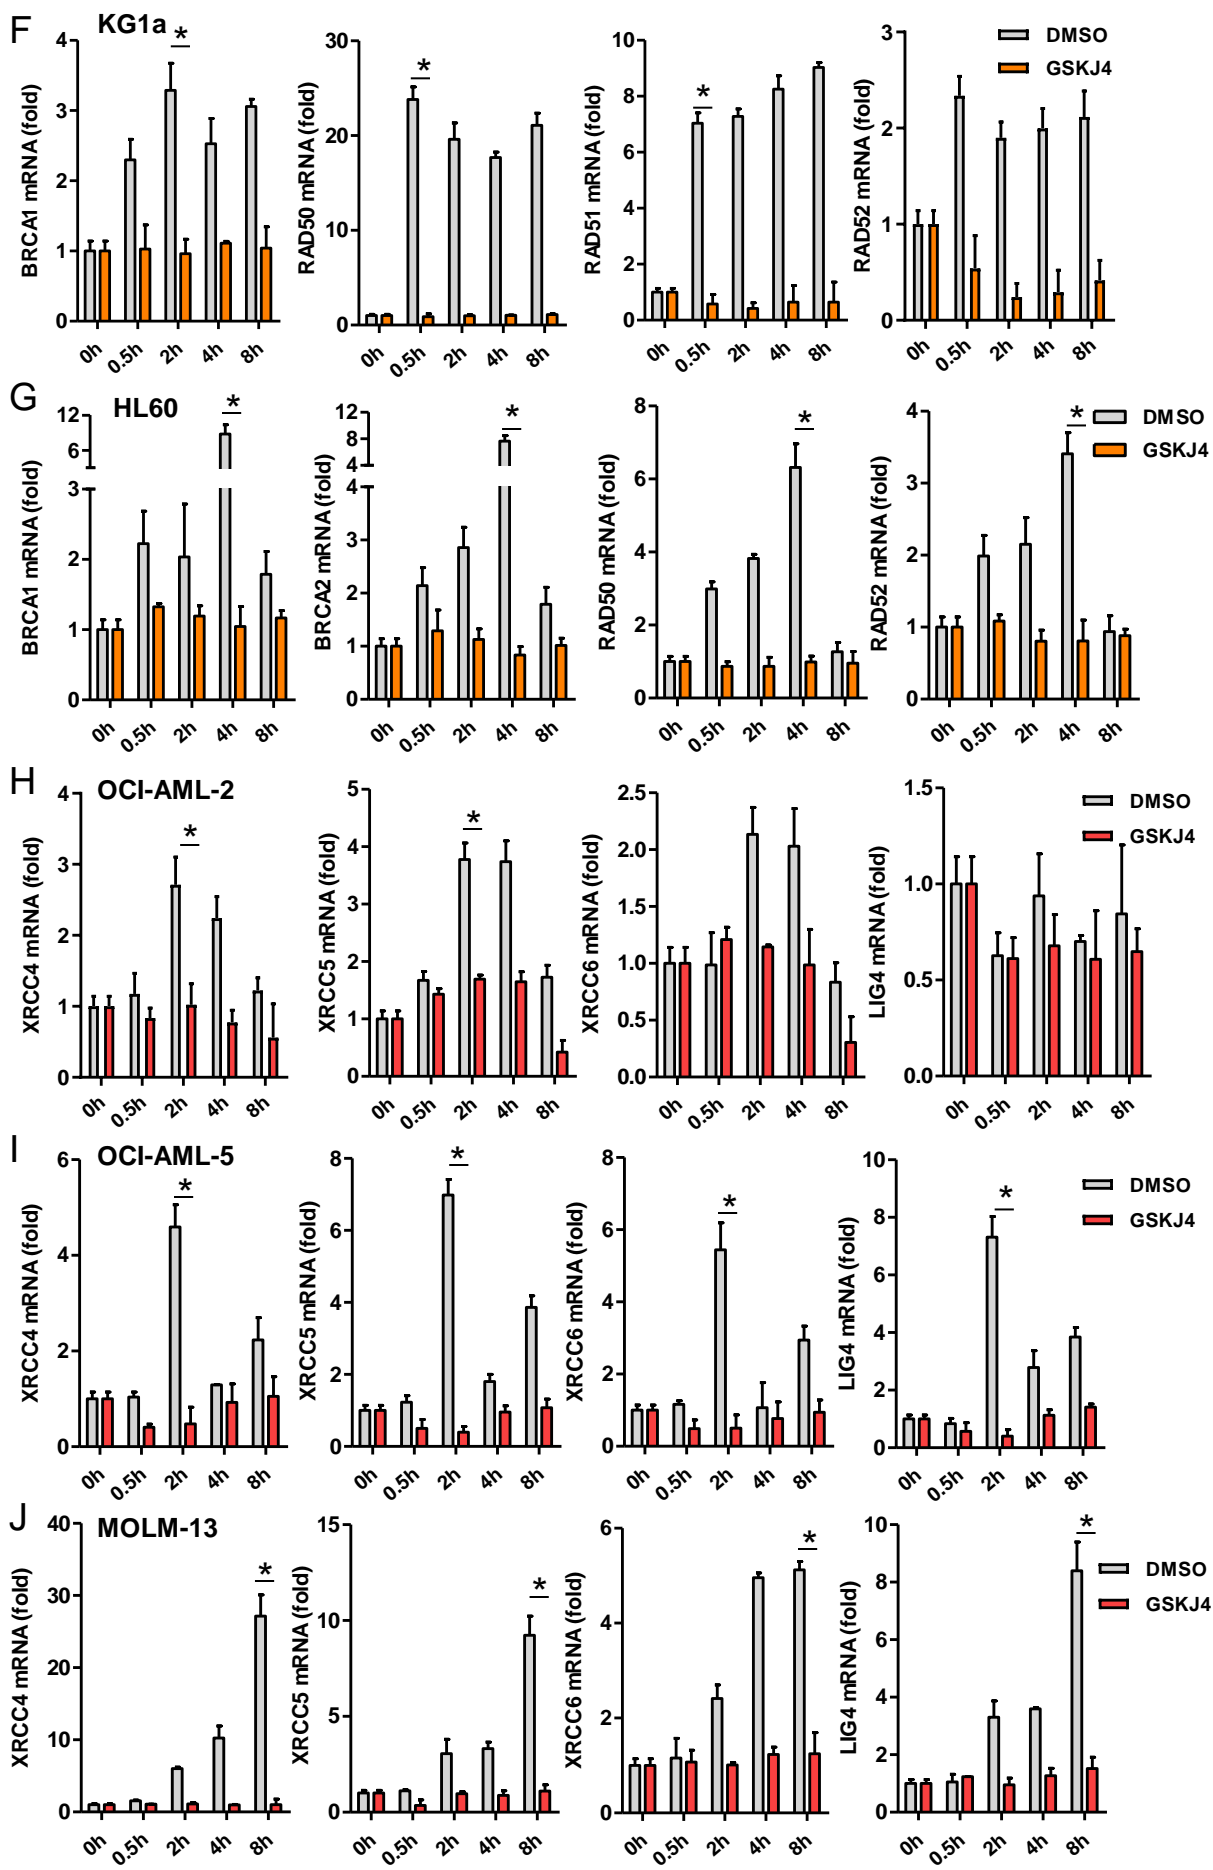 F KG1a
BRCA1 mRNA (fold)
4
3
2
1
0
0h 0.5h 2h 4h 8h
*
RAD50 mRNA (fold)
30
20
10
0
0h 0.5h 2h 4h 8h
*
RAD51 mRNA (fold)
10
8
6
4
2
0
0h 0.5h 2h 4h 8h
*
RAD52 mRNA (fold)
3
2
1
0
0h 0.5h 2h 4h 8h
DMSO
GSKJ4
G HL60
BRCA1 mRNA (fold)
12
6
3
2
1
0
0h 0.5h 2h 4h 8h
*
BRCA2 mRNA (fold)
12
8
4
4
3
2
1
0
0h 0.5h 2h 4h 8h
*
RAD50 mRNA (fold)
8
6
4
2
0
0h 0.5h 2h 4h 8h
*
RAD52 mRNA (fold)
4
3
2
1
0
0h 0.5h 2h 4h 8h
*
DMSO
GSKJ4
H OCI-AML-2
XRCC4 mRNA (fold)
4
3
2
1
0
0h 0.5h 2h 4h 8h
*
XRCC5 mRNA (fold)
5
4
3
2
1
0
0h 0.5h 2h 4h 8h
*
XRCC6 mRNA (fold)
2.5
2.0
1.5
1.0
0.5
0.0
0h 0.5h 2h 4h 8h
LIG4 mRNA (fold)
1.5
1.0
0.5
0.0
0h 0.5h 2h 4h 8h
DMSO
GSKJ4
I OCI-AML-5
XRCC4 mRNA (fold)
6
4
2
0
0h 0.5h 2h 4h 8h
*
XRCC5 mRNA (fold)
8
6
4
2
0
0h 0.5h 2h 4h 8h
*
XRCC6 mRNA (fold)
8
6
4
2
0
0h 0.5h 2h 4h 8h
*
LIG4 mRNA (fold)
10
8
6
4
2
0
0h 0.5h 2h 4h 8h
*
DMSO
GSKJ4
J MOLM-13
XRCC4 mRNA (fold)
40
30
20
10
0
0h 0.5h 2h 4h 8h
*
XRCC5 mRNA (fold)
15
10
5
0
0h 0.5h 2h 4h 8h
*
XRCC6 mRNA (fold)
6
4
2
0
0h 0.5h 2h 4h 8h
*
LIG4 mRNA (fold)
10
8
6
4
2
0
0h 0.5h 2h 4h 8h
*
DMSO
GSKJ4